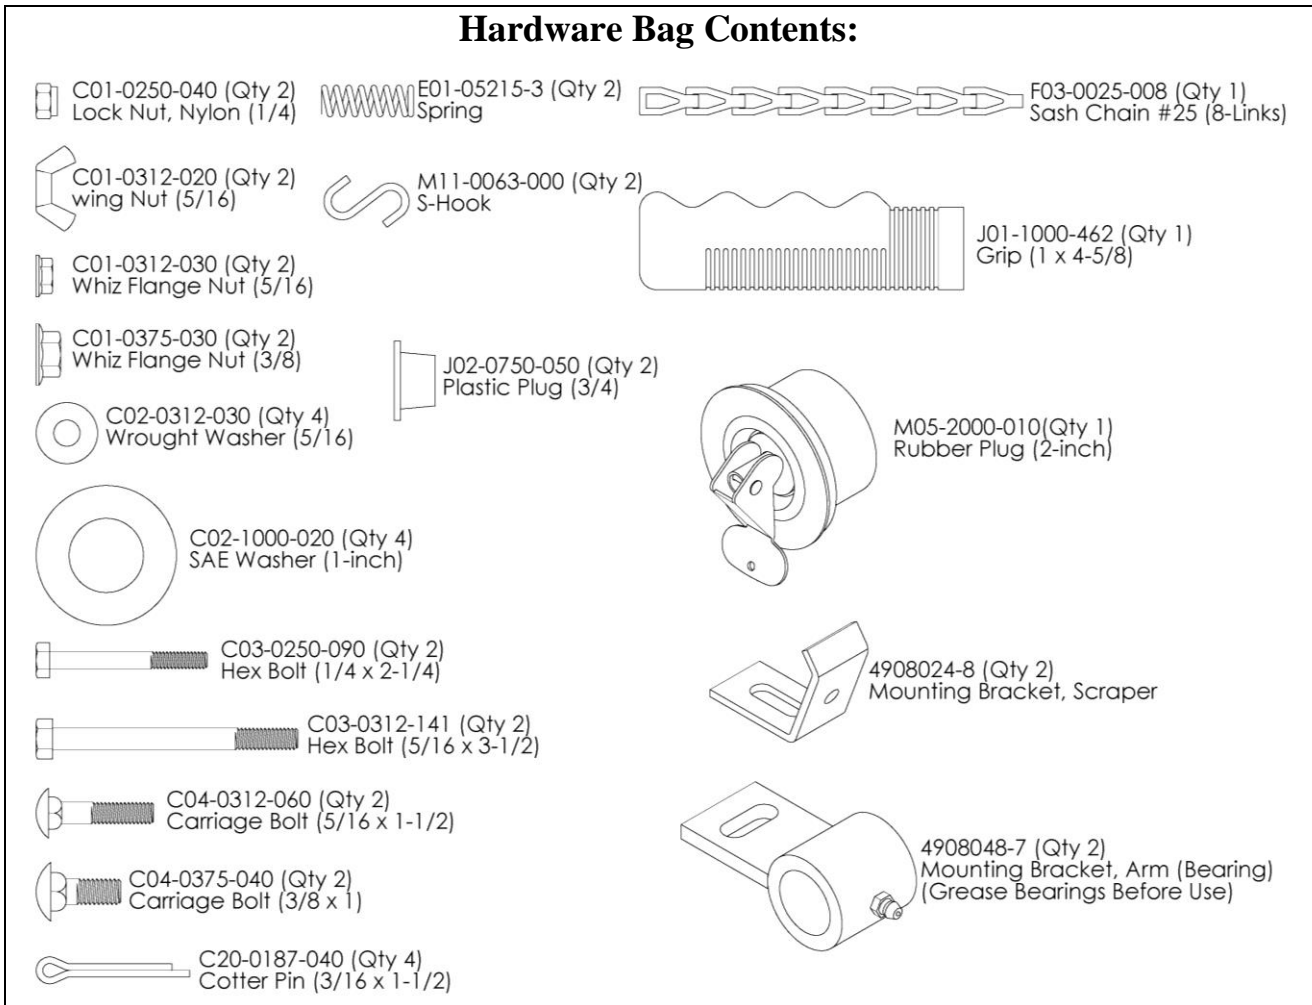 Hardware Bag Contents:
C01-0250-040 (Qty 2)
Lock Nut, Nylon (1/4)
C01-0312-020 (Qty 2)
wing Nut (5/16)
C01-0312-030 (Qty 2)
Whiz Flange Nut (5/16)
C01-0375-030 (Qty 2)
Whiz Flange Nut (3/8)
C02-0312-030 (Qty 4)
Wrought Washer (5/16)
C02-1000-020 (Qty 4)
SAE Washer (1-inch)
C03-0250-090 (Qty 2)
Hex Bolt (1/4 x 2-1/4)
C03-0312-141 (Qty 2)
Hex Bolt (5/16 x 3-1/2)
C04-0312-060 (Qty 2)
Carriage Bolt (5/16 x 1-1/2)
C04-0375-040 (Qty 2)
Carriage Bolt (3/8 x 1)
C20-0187-040 (Qty 4)
Cotter Pin (3/16 x 1-1/2)
E01-05215-3 (Qty 2)
Spring
M11-0063-000 (Qty 2)
S-Hook
J02-0750-050 (Qty 2)
Plastic Plug (3/4)
F03-0025-008 (Qty 1)
Sash Chain #25 (8-Links)
J01-1000-462 (Qty 1)
Grip (1 x 4-5/8)
M05-2000-010(Qty 1)
Rubber Plug (2-inch)
4908024-8 (Qty 2)
Mounting Bracket, Scraper
4908048-7 (Qty 2)
Mounting Bracket, Arm (Bearing)
(Grease Bearings Before Use)